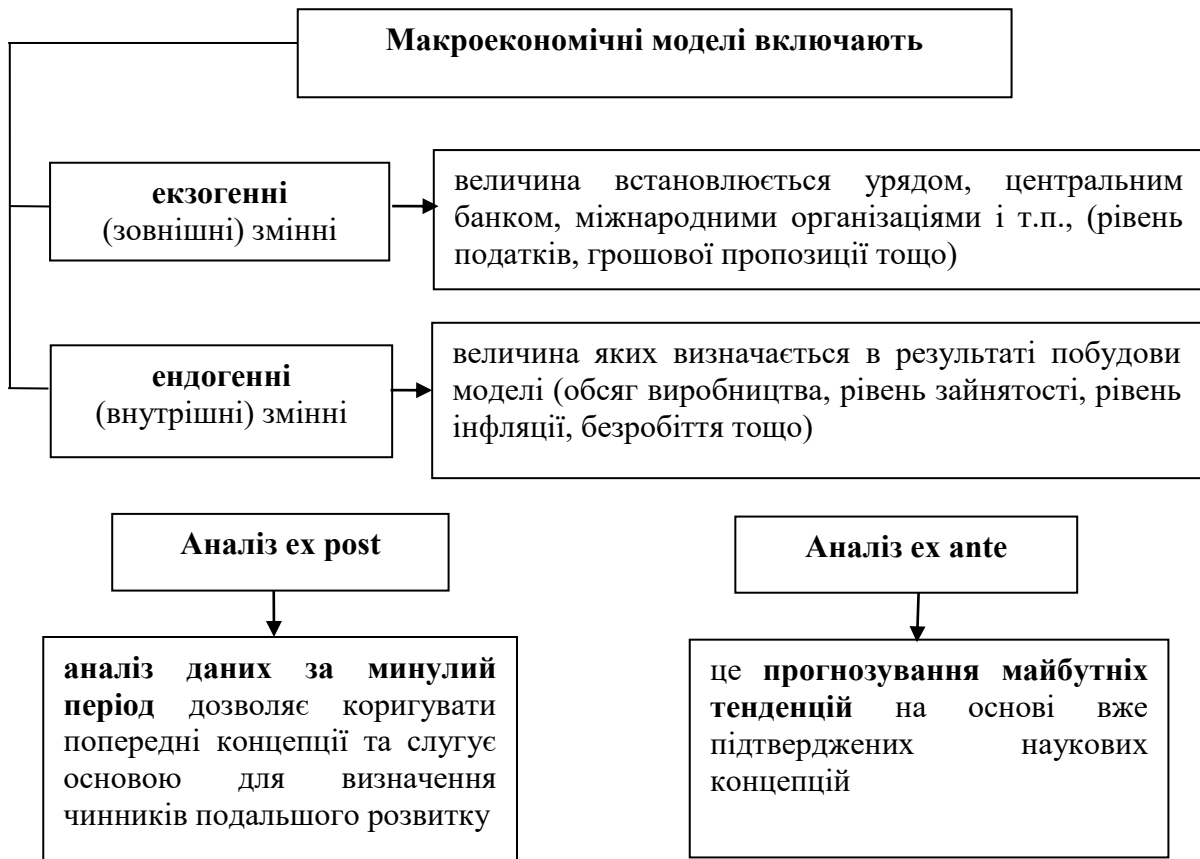 Макроекономічні моделі включають
екзогенні
(зовнішні) змінні
величина встановлюється урядом, центральним
банком, міжнародними організаціями і т.п., (рівень
податків, грошової пропозиції тощо)
ендогенні
(внутрішні) змінні
величина яких визначається в результаті побудови
моделі (обсяг виробництва, рівень зайнятості, рівень
інфляції, безробіття тощо)
Аналіз ex post
аналіз даних за минулий
період дозволяє коригувати
попередні концепції та слугує
основою для визначення
чинників подальшого розвитку
Аналіз ex ante
це прогнозування майбутніх
тенденцій на основі вже
підтверджених наукових
концепцій